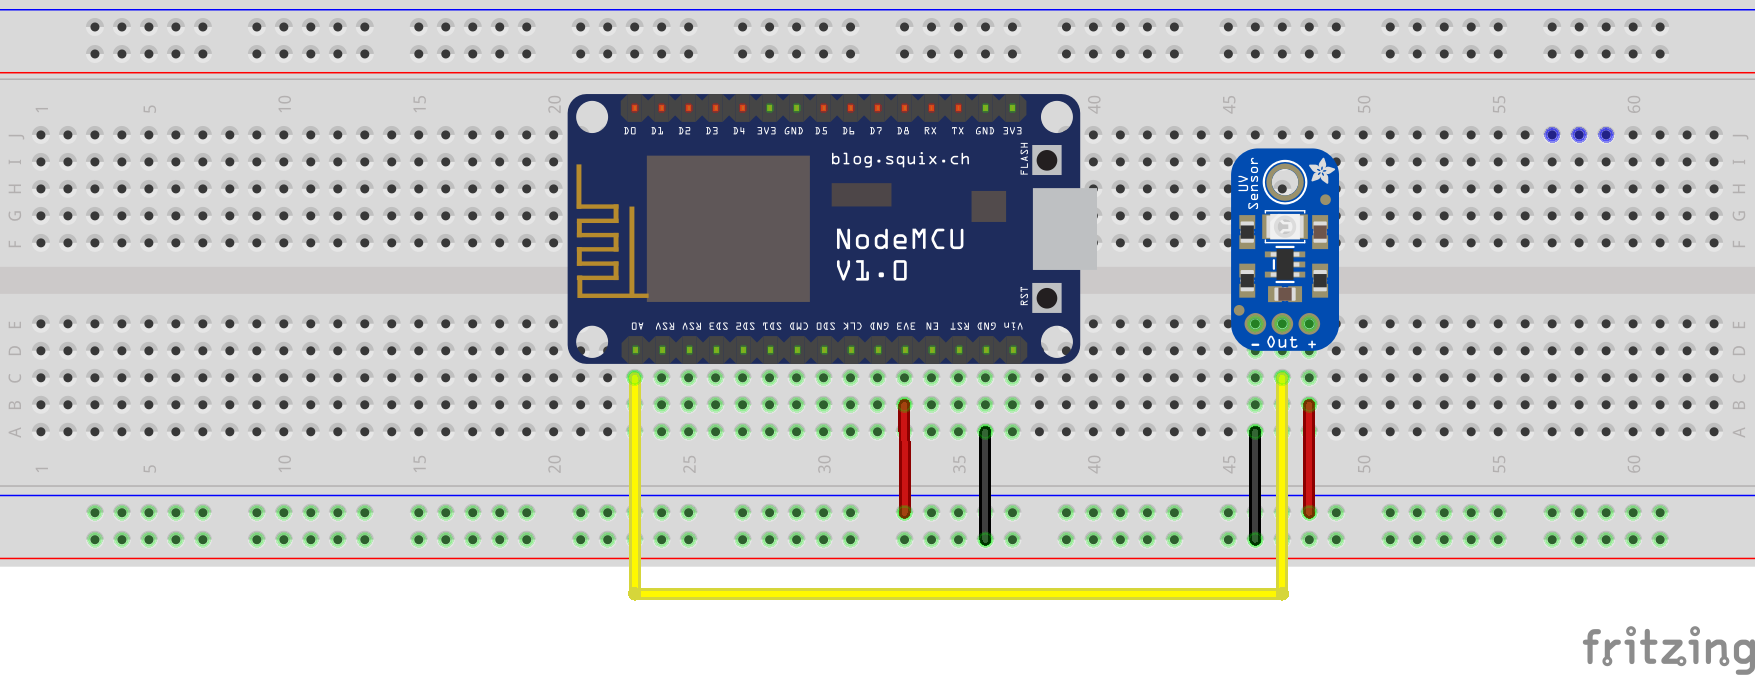 1 5 10 15 20 40 45 50 55 60
J J
I I
H H
G G
F F
D0 D1 D2 D3 D4 3V3 GND D5 D6 D7 D8 RX TX GND 3V3
blog.squix.ch
FLASH
NodeMCU
V1.0
RST
A0 RSV RSV SD3 SD2 SD1 CMD SD0 CLK GND 3V3 EN RST GND Vin
UV
Sensor
- Out +
E E
D D
C C
B B
A A
1 5 10 15 20 25 30 35 40 45 50 55 60
fritzing